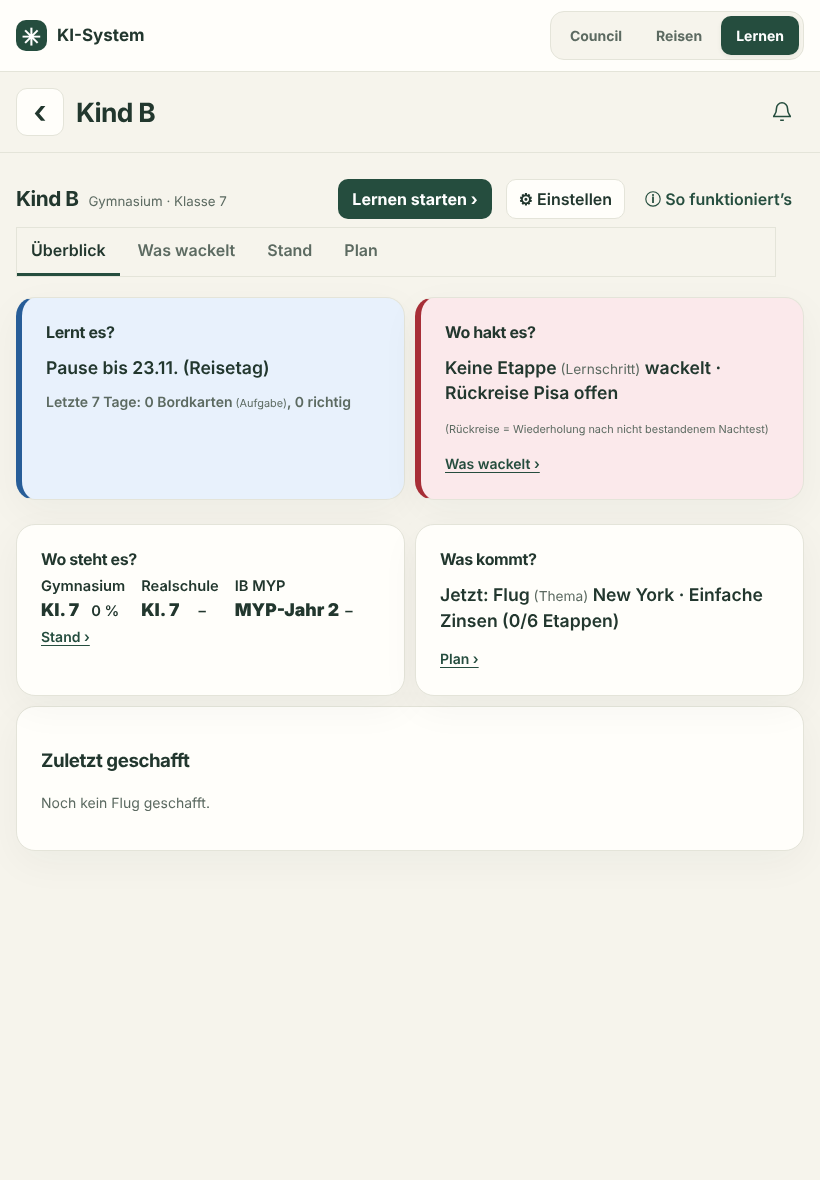 KI-System
Council Reisen Lernen
‹ Kind B
Kind B Gymnasium · Klasse 7 Lernen starten › ⚙ Einstellen ⓘ So funktioniert’s
Überblick Was wackelt Stand Plan
Lernt es?
Pause bis 23.11. (Reisetag)
Letzte 7 Tage: 0 Bordkarten (Aufgabe), 0 richtig
Wo hakt es?
Keine Etappe (Lernschritt) wackelt ·
Rückreise Pisa offen
(Rückreise = Wiederholung nach nicht bestandenem Nachtest)
Was wackelt ›
Wo steht es?
Gymnasium Realschule IB MYP
Kl. 7 0 % Kl. 7 – MYP-Jahr 2 –
Stand ›
Was kommt?
Jetzt: Flug (Thema) New York · Einfache
Zinsen (0/6 Etappen)
Plan ›
Zuletzt geschafft
Noch kein Flug geschafft.